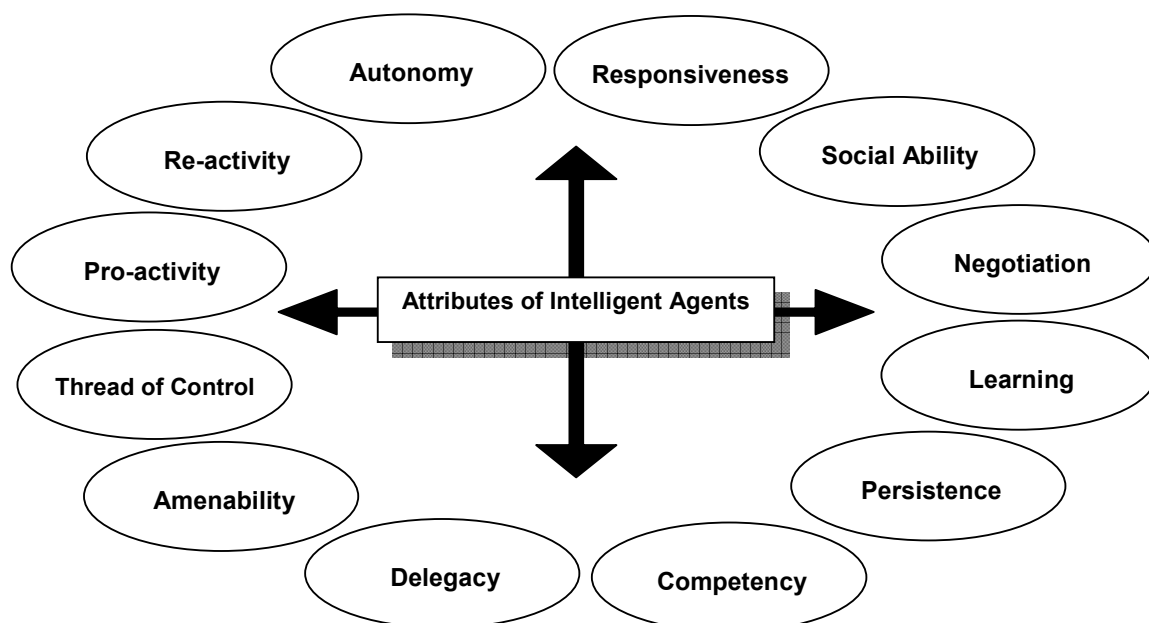 Autonomy
Responsiveness
Re-activity
Social Ability
Pro-activity
Negotiation
Attributes of Intelligent Agents
Thread of Control
Learning
Amenability
Persistence
Delegacy
Competency